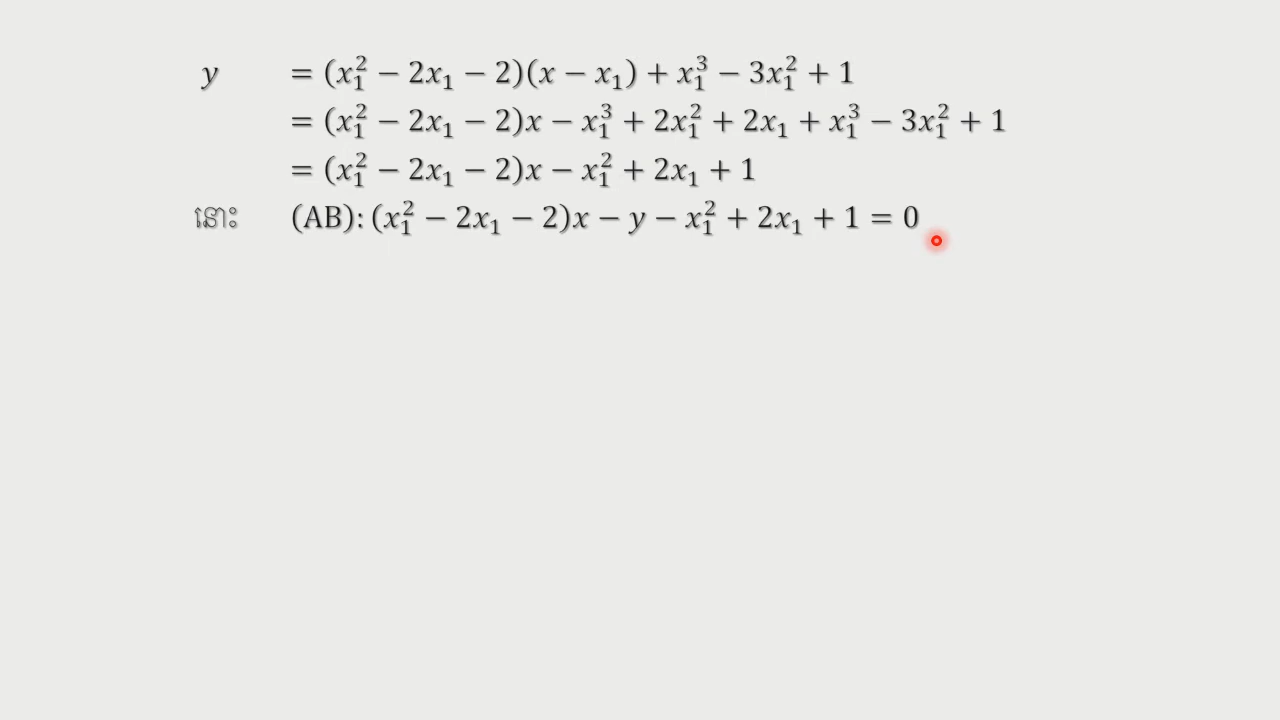 y = (x₁² − 2x₁ − 2)(x − x₁) + x₁³ − 3x₁² + 1
= (x₁² − 2x₁ − 2)x − x₁³ + 2x₁² + 2x₁ + x₁³ − 3x₁² + 1
= (x₁² − 2x₁ − 2)x − x₁² + 2x₁ + 1
នោះ (AB): (x₁² − 2x₁ − 2)x − y − x₁² + 2x₁ + 1 = 0